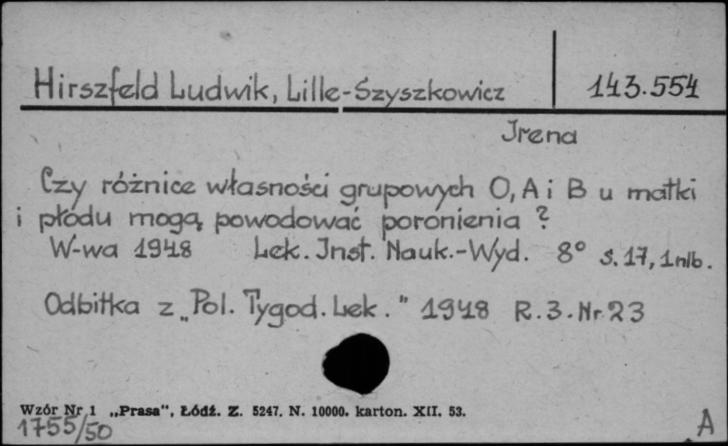 Hirszfeld Ludwik, Lille-Szyszkowicz 143.554
Irena
Czy różnice własności grupowych O, A i B u matki
i płodu mogą powodować poronienia ?
W-wa 1948 Lek. Inst. Nauk.-Wyd. 8° s. 17, 1 nlb.
Odbitka z „Pol. Tygod. Lek." 1948 R. 3. Nr 23
Wzór Nr 1 „Prasa", Łódź. Z. 5247. N. 10000. karton. XII. 53.
1755/50 A